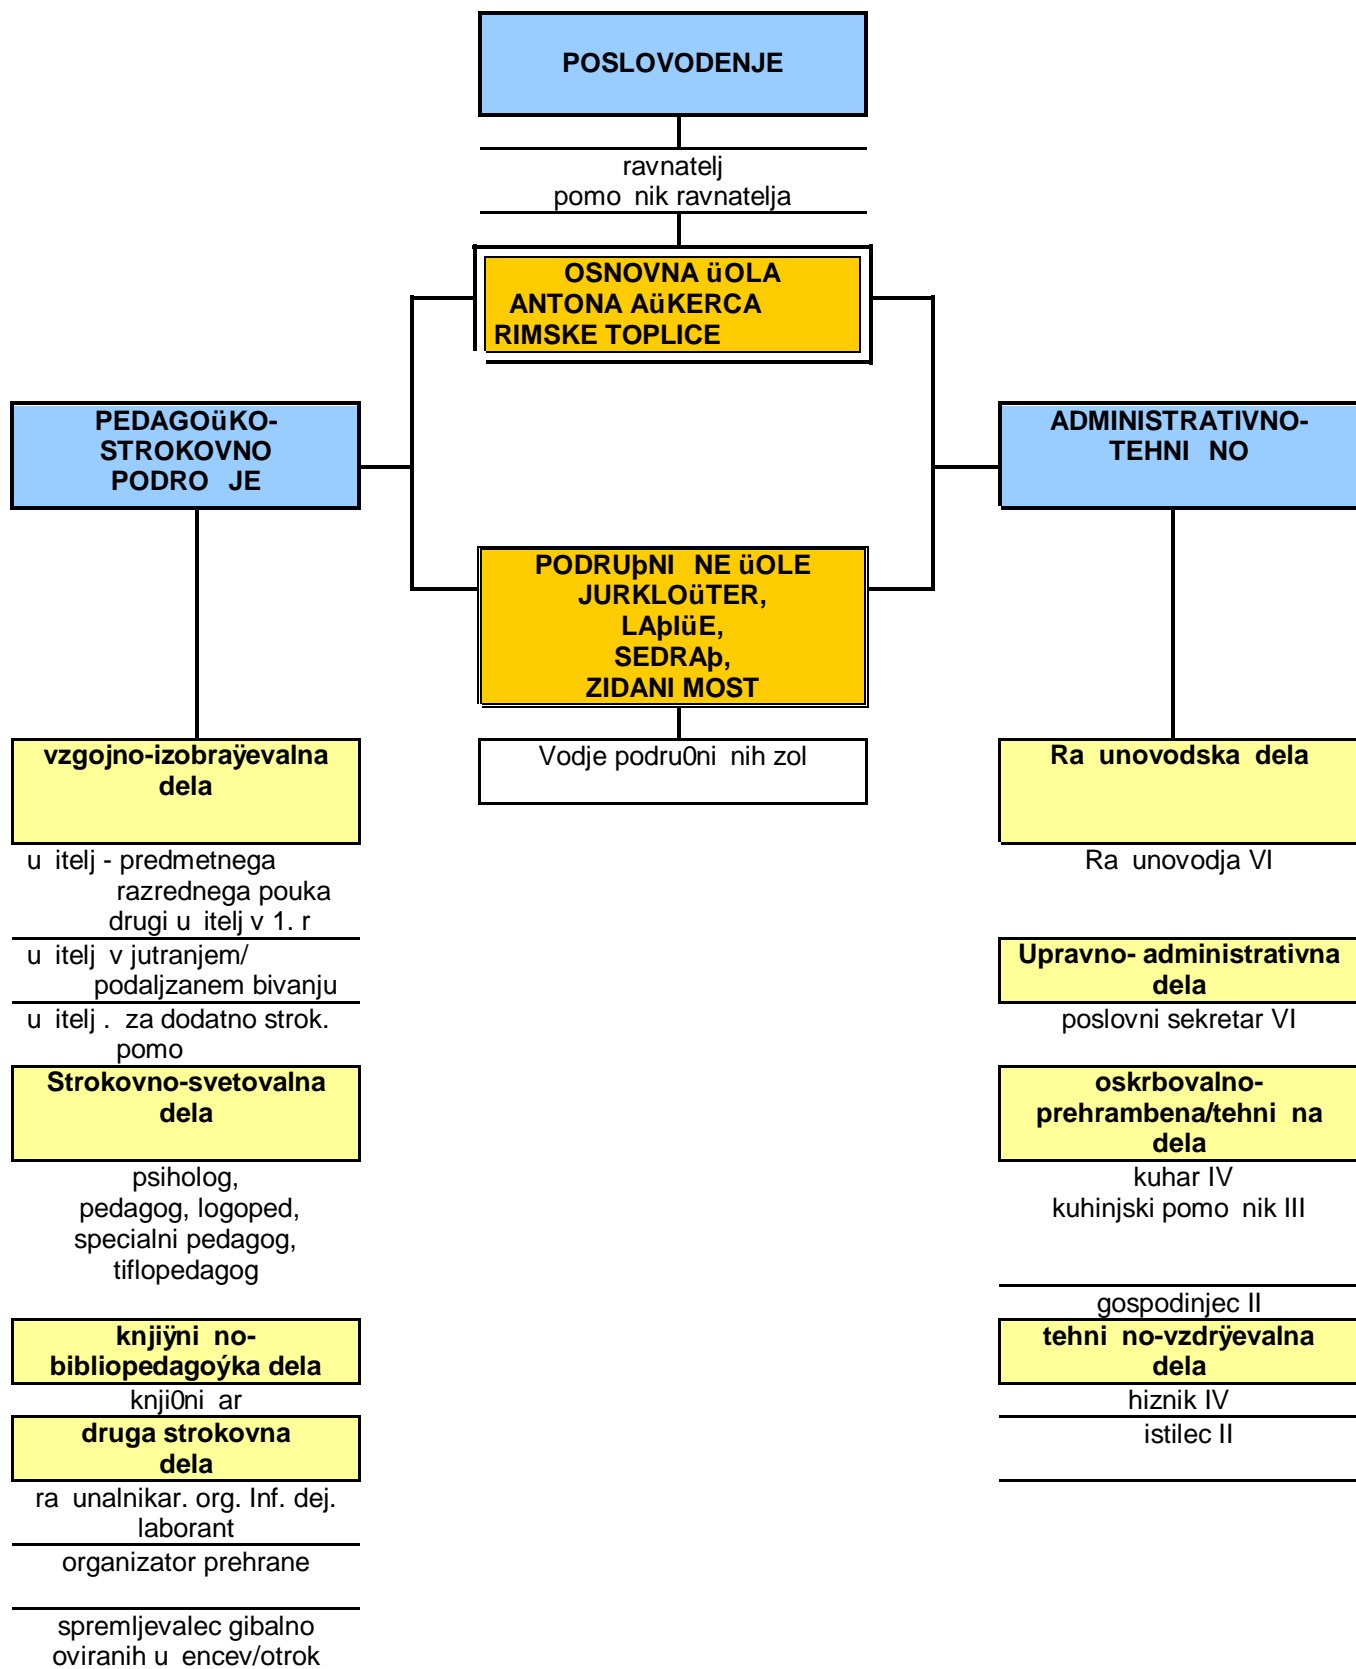 POSLOVODENJE
ravnatelj
pomo nik ravnatelja
OSNOVNA üOLA
ANTONA AüKERCA
RIMSKE TOPLICE
PEDAGOüKO-
STROKOVNO
PODRO JE
ADMINISTRATIVNO-
TEHNI NO
PODRUþNI NE üOLE
JURKLOüTER,
LAþIüE,
SEDRAþ,
ZIDANI MOST
Vodje podru0ni nih zol
vzgojno-izobraÿevalna
dela
u itelj - predmetnega
razrednega pouka
drugi u itelj v 1. r
u itelj v jutranjem/
podaljzanem bivanju
u itelj . za dodatno strok.
pomo
Strokovno-svetovalna
dela
psiholog,
pedagog, logoped,
specialni pedagog,
tiflopedagog
knjiÿni no-
bibliopedagoýka dela
knji0ni ar
druga strokovna
dela
ra unalnikar. org. Inf. dej.
laborant
organizator prehrane
spremljevalec gibalno
oviranih u encev/otrok
Ra unovodska dela
Ra unovodja VI
Upravno- administrativna
dela
poslovni sekretar VI
oskrbovalno-
prehrambena/tehni na
dela
kuhar IV
kuhinjski pomo nik III
gospodinjec II
tehni no-vzdrÿevalna
dela
hiznik IV
istilec II